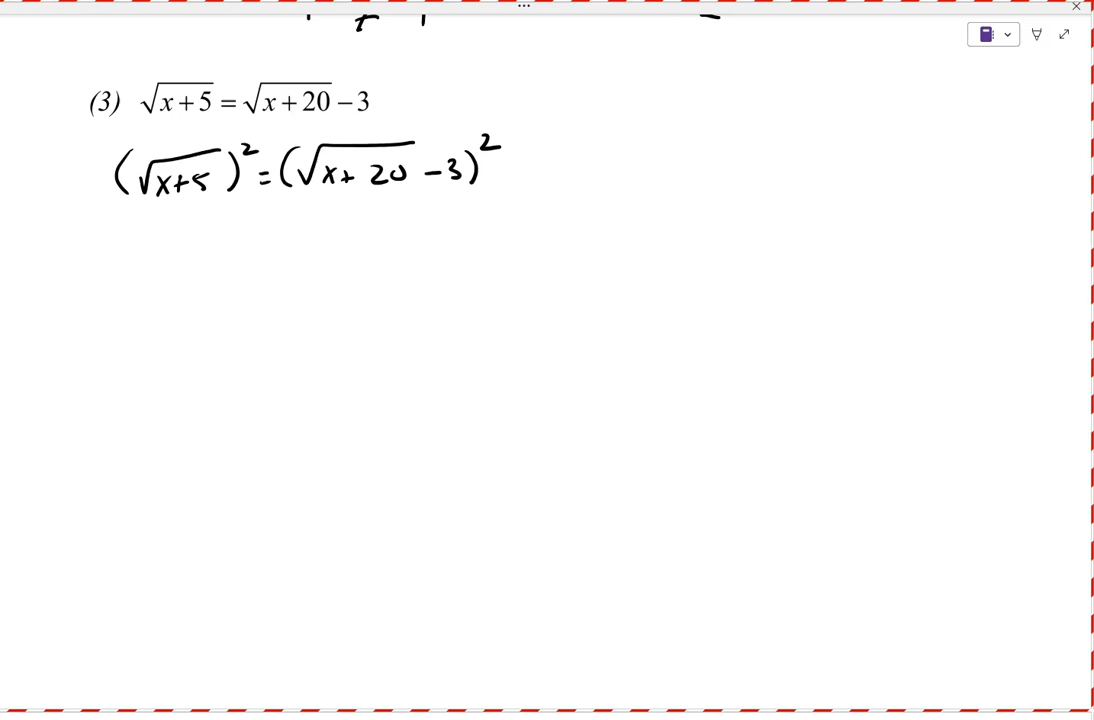 (3) √(x+5) = √(x+20) − 3
(√(x+5))² = (√(x+20) − 3)²